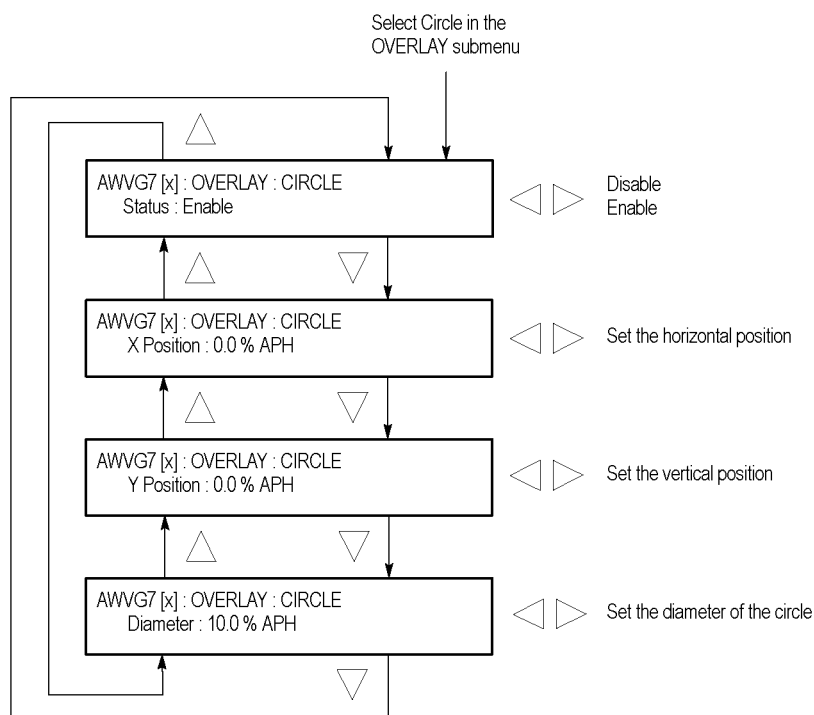 Select Circle in the
OVERLAY submenu
AWVG7 [x] : OVERLAY : CIRCLE
Status : Enable
Disable
Enable
AWVG7 [x] : OVERLAY : CIRCLE
X Position : 0.0 % APH
Set the horizontal position
AWVG7 [x] : OVERLAY : CIRCLE
Y Position : 0.0 % APH
Set the vertical position
AWVG7 [x] : OVERLAY : CIRCLE
Diameter : 10.0 % APH
Set the diameter of the circle